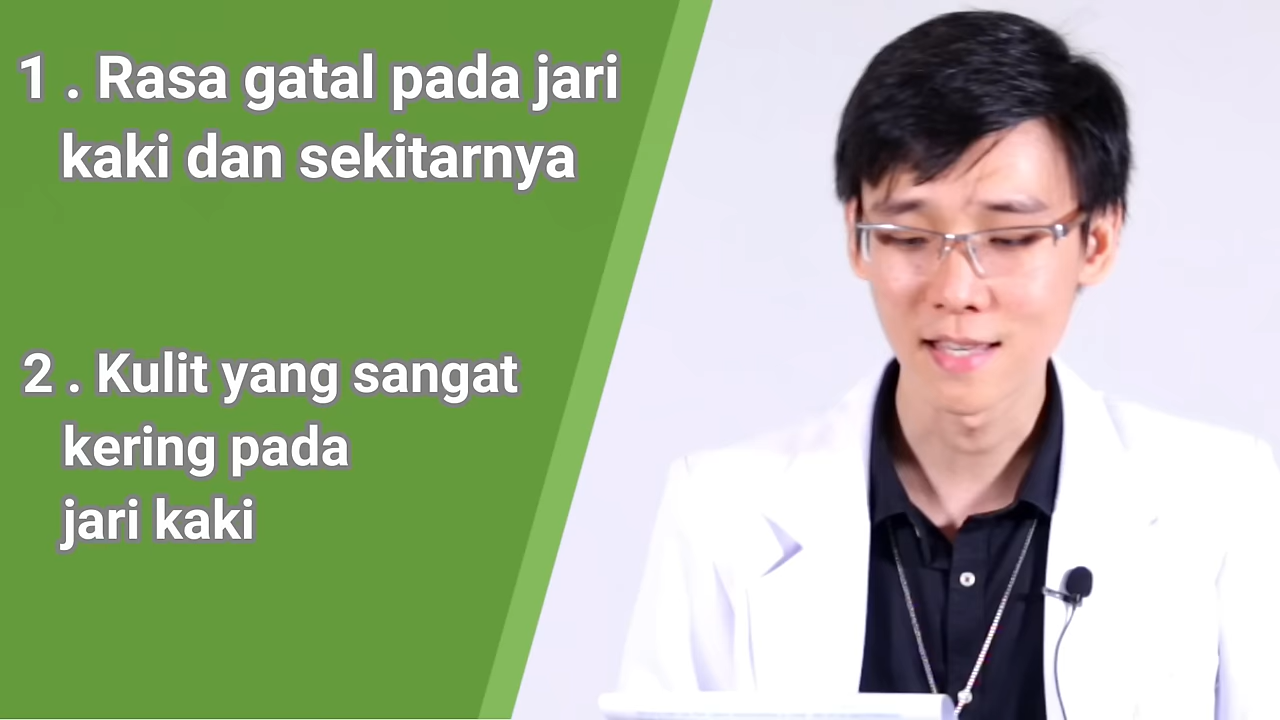 1 . Rasa gatal pada jari
kaki dan sekitarnya
2 . Kulit yang sangat
kering pada
jari kaki